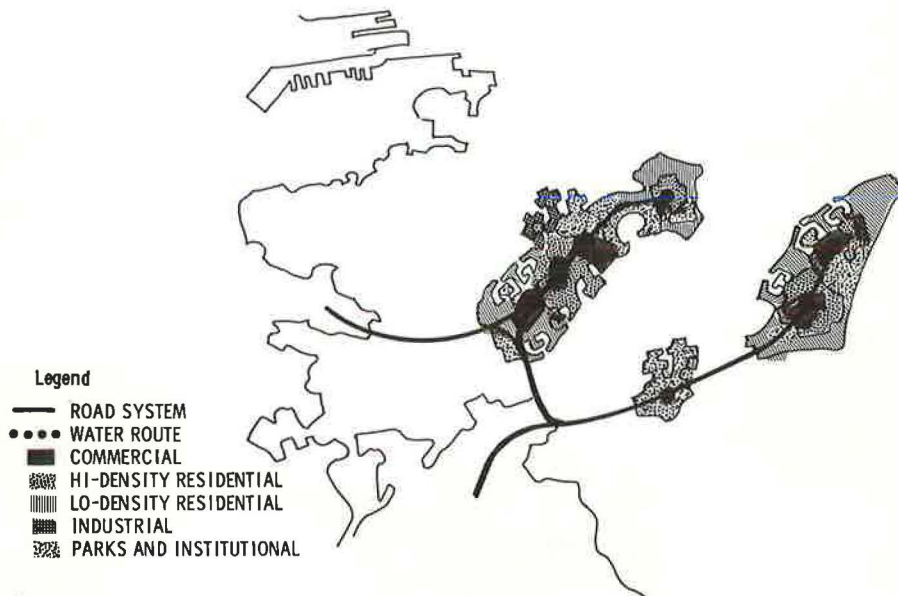 Legend
ROAD SYSTEM
WATER ROUTE
COMMERCIAL
HI-DENSITY RESIDENTIAL
LO-DENSITY RESIDENTIAL
INDUSTRIAL
PARKS AND INSTITUTIONAL